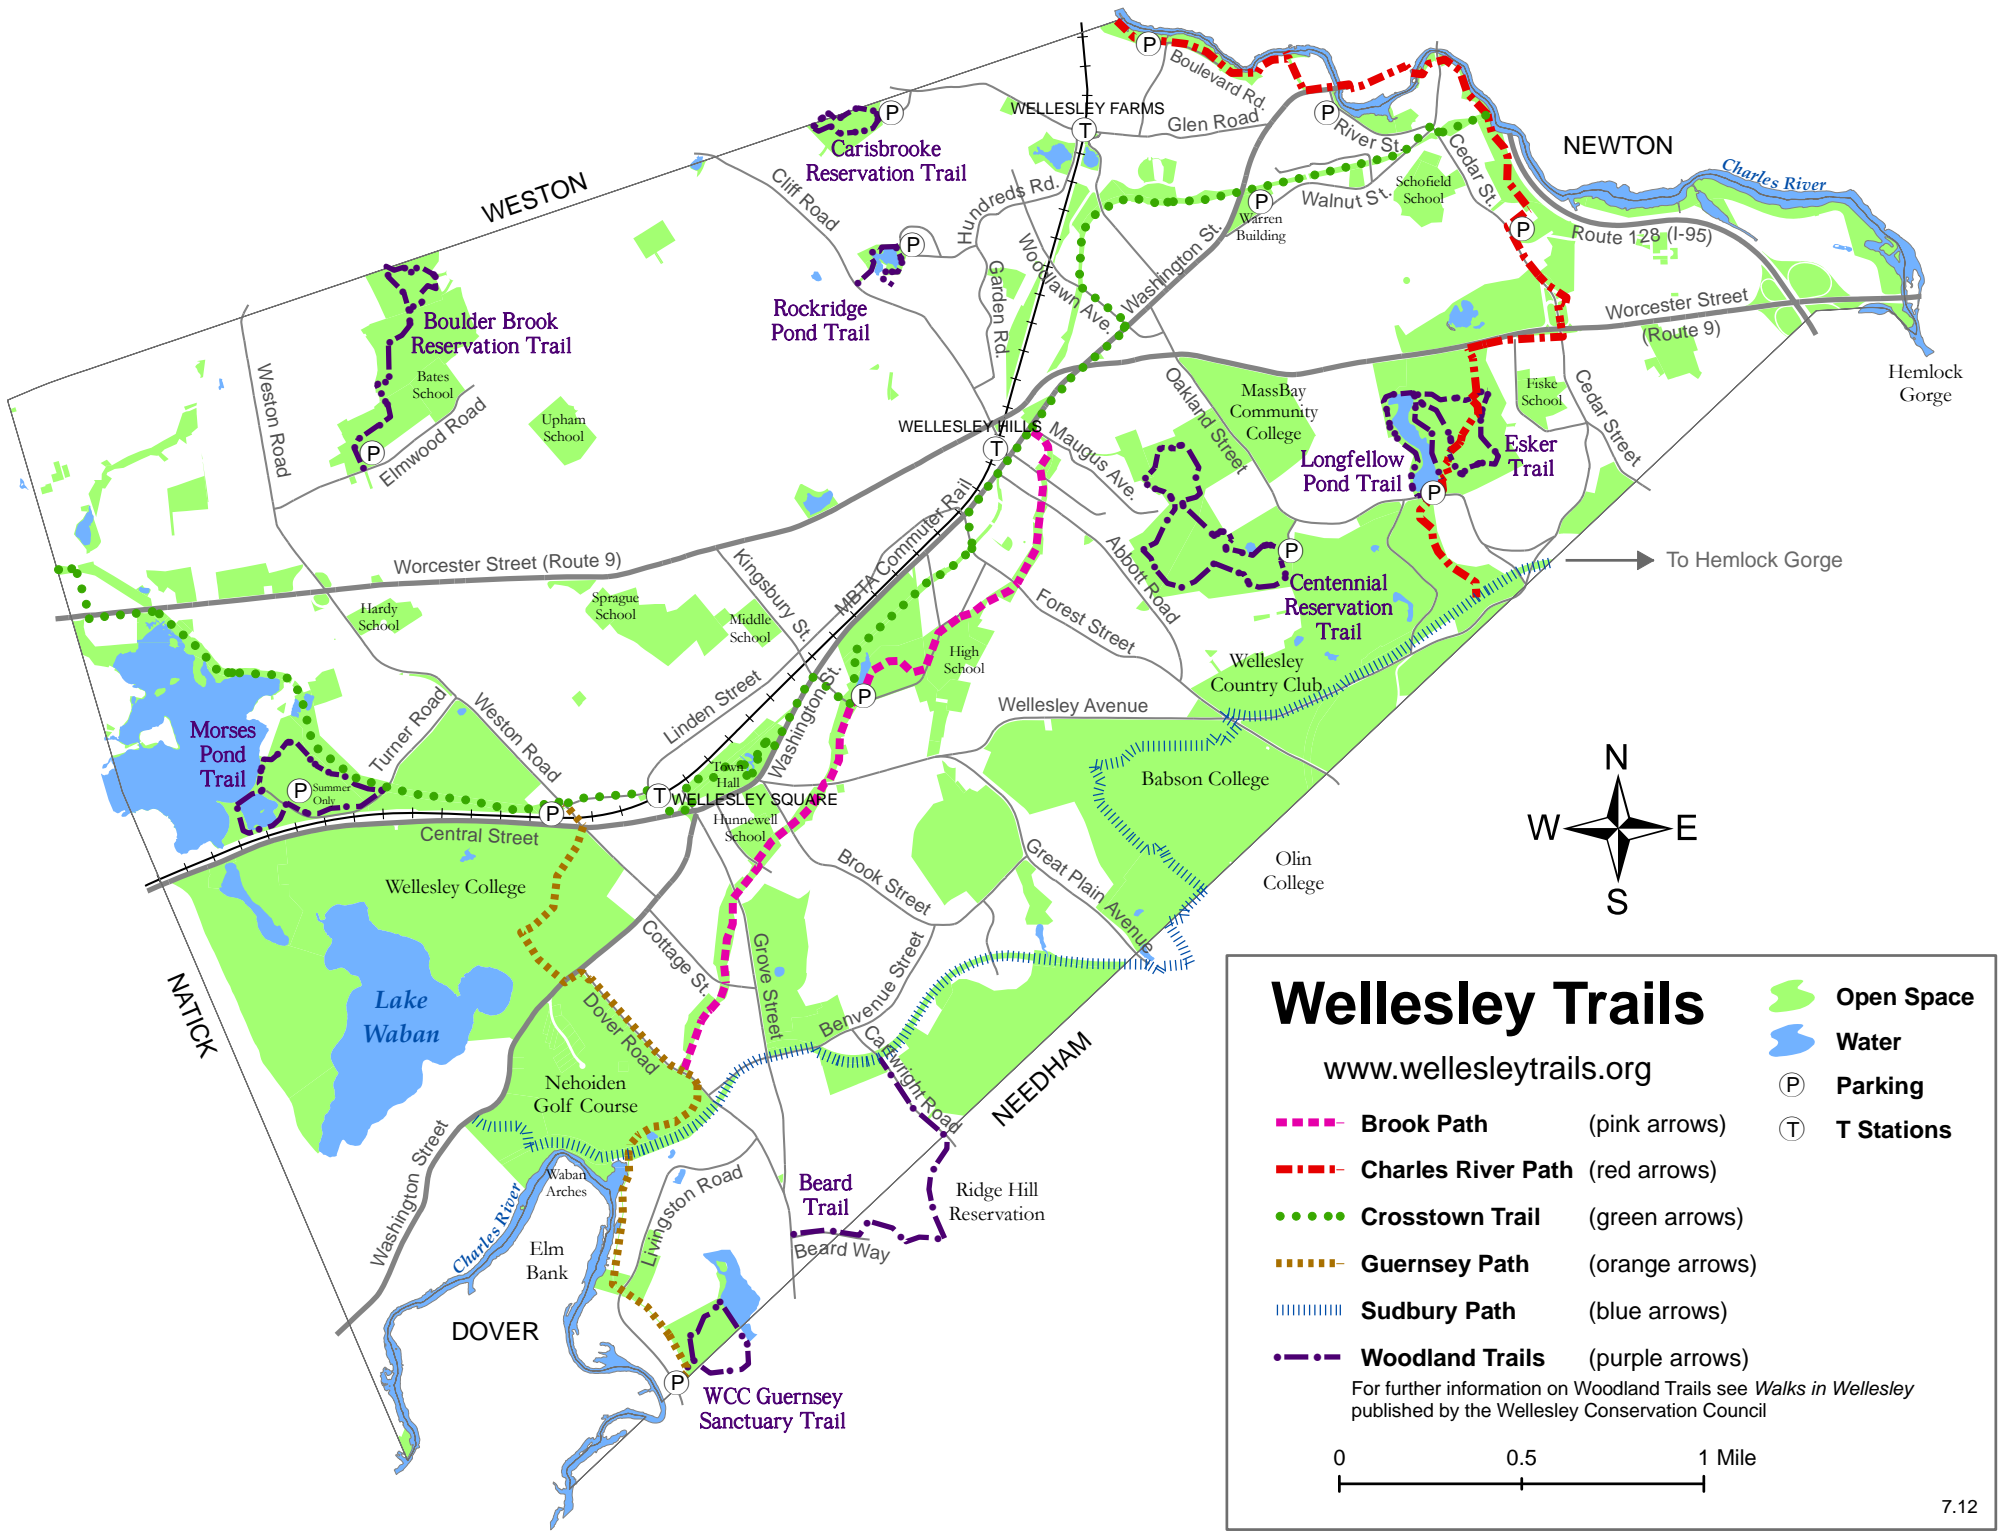 WELLESLEY FARMS
T
P
Boulevard Rd.
Glen Road
P
River St.
NEWTON
Charles River
P
Carisbrooke
Reservation Trail
WESTON
Cliff Road
Hundreds Rd.
Cedar St.
Schofield
School
Walnut St.
P
Warren
Building
P
Route 128 (I-95)
P
Rockridge
Pond Trail
Garden Rd.
Woodlawn Ave.
Washington St.
Worcester Street
(Route 9)
Hemlock
Gorge
Boulder Brook
Reservation Trail
Bates
School
P
Elmwood Road
Weston Road
Upham
School
WELLESLEY HILLS
T
Maugus Ave.
Oakland Street
MassBay
Community
College
Fiske
School
Cedar Street
Longfellow
Pond Trail
Esker
Trail
P
Worcester Street (Route 9)
MBTA Commuter Rail
Kingsbury St.
Abbott Road
P
Centennial
Reservation
Trail
To Hemlock Gorge
Hardy
School
Sprague
School
Middle
School
Forest Street
High
School
Wellesley
Country Club
Linden Street
Washington St.
P
Wellesley Avenue
Turner Road
Weston Road
Morses
Pond
Trail
P
Summer
Only
Town
Hall
T
WELLESLEY SQUARE
P
Hunnewell
School
Central Street
Babson College
Wellesley College
Brook Street
Great Plain Avenue
Olin
College
N
W
E
S
Cottage St.
Grove Street
NATICK
Lake
Waban
Dover Road
Benvenue Street
Cartwright Road
NEEDHAM
Nehoiden
Golf Course
Washington Street
Waban
Arches
Charles River
Elm
Bank
Livingston Road
Beard
Trail
Beard Way
Ridge Hill
Reservation
DOVER
P
WCC Guernsey
Sanctuary Trail
Wellesley Trails
www.wellesleytrails.org
Open Space
Water
P Parking
T T Stations
Brook Path (pink arrows)
Charles River Path (red arrows)
Crosstown Trail (green arrows)
Guernsey Path (orange arrows)
Sudbury Path (blue arrows)
Woodland Trails (purple arrows)
For further information on Woodland Trails see Walks in Wellesley
published by the Wellesley Conservation Council
0 0.5 1 Mile
7.12